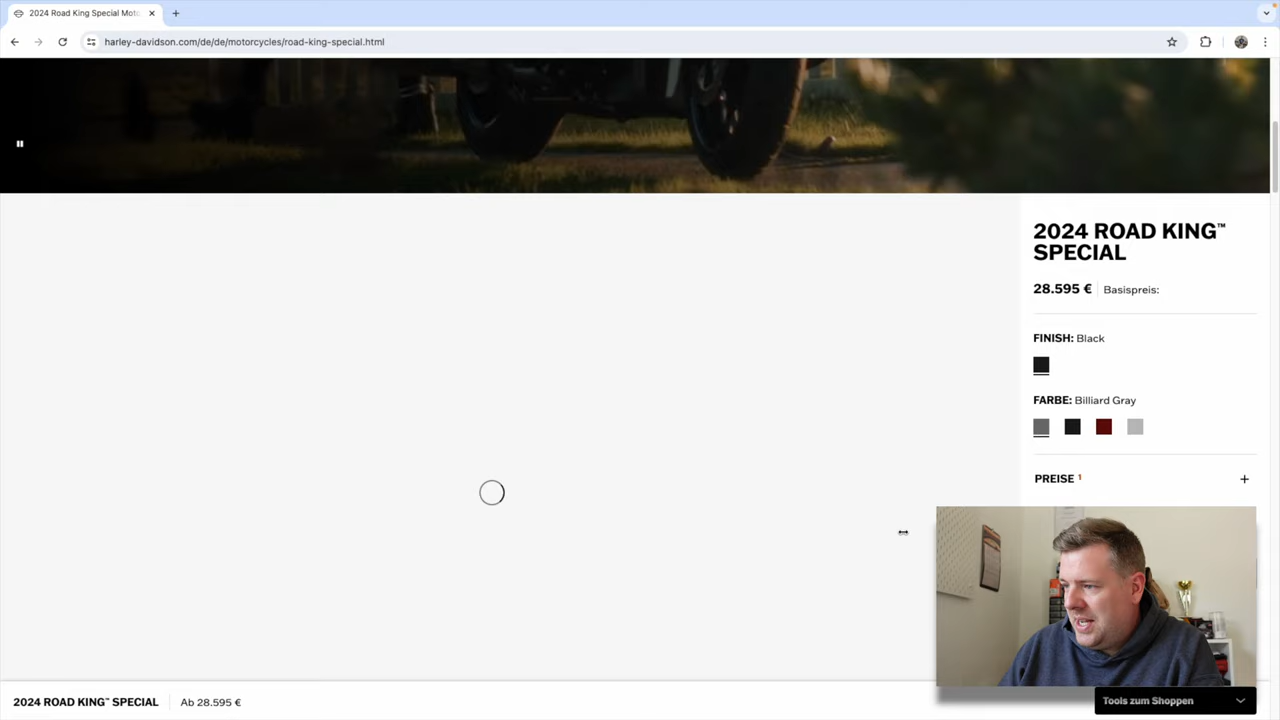 2024 Road King Special Moto
harley-davidson.com/de/de/motorcycles/road-king-special.html
2024 ROAD KING™
SPECIAL
28.595 € Basispreis:
FINISH: Black
FARBE: Billiard Gray
PREISE 1
2024 ROAD KING™ SPECIAL Ab 28.595 €
Tools zum Shoppen